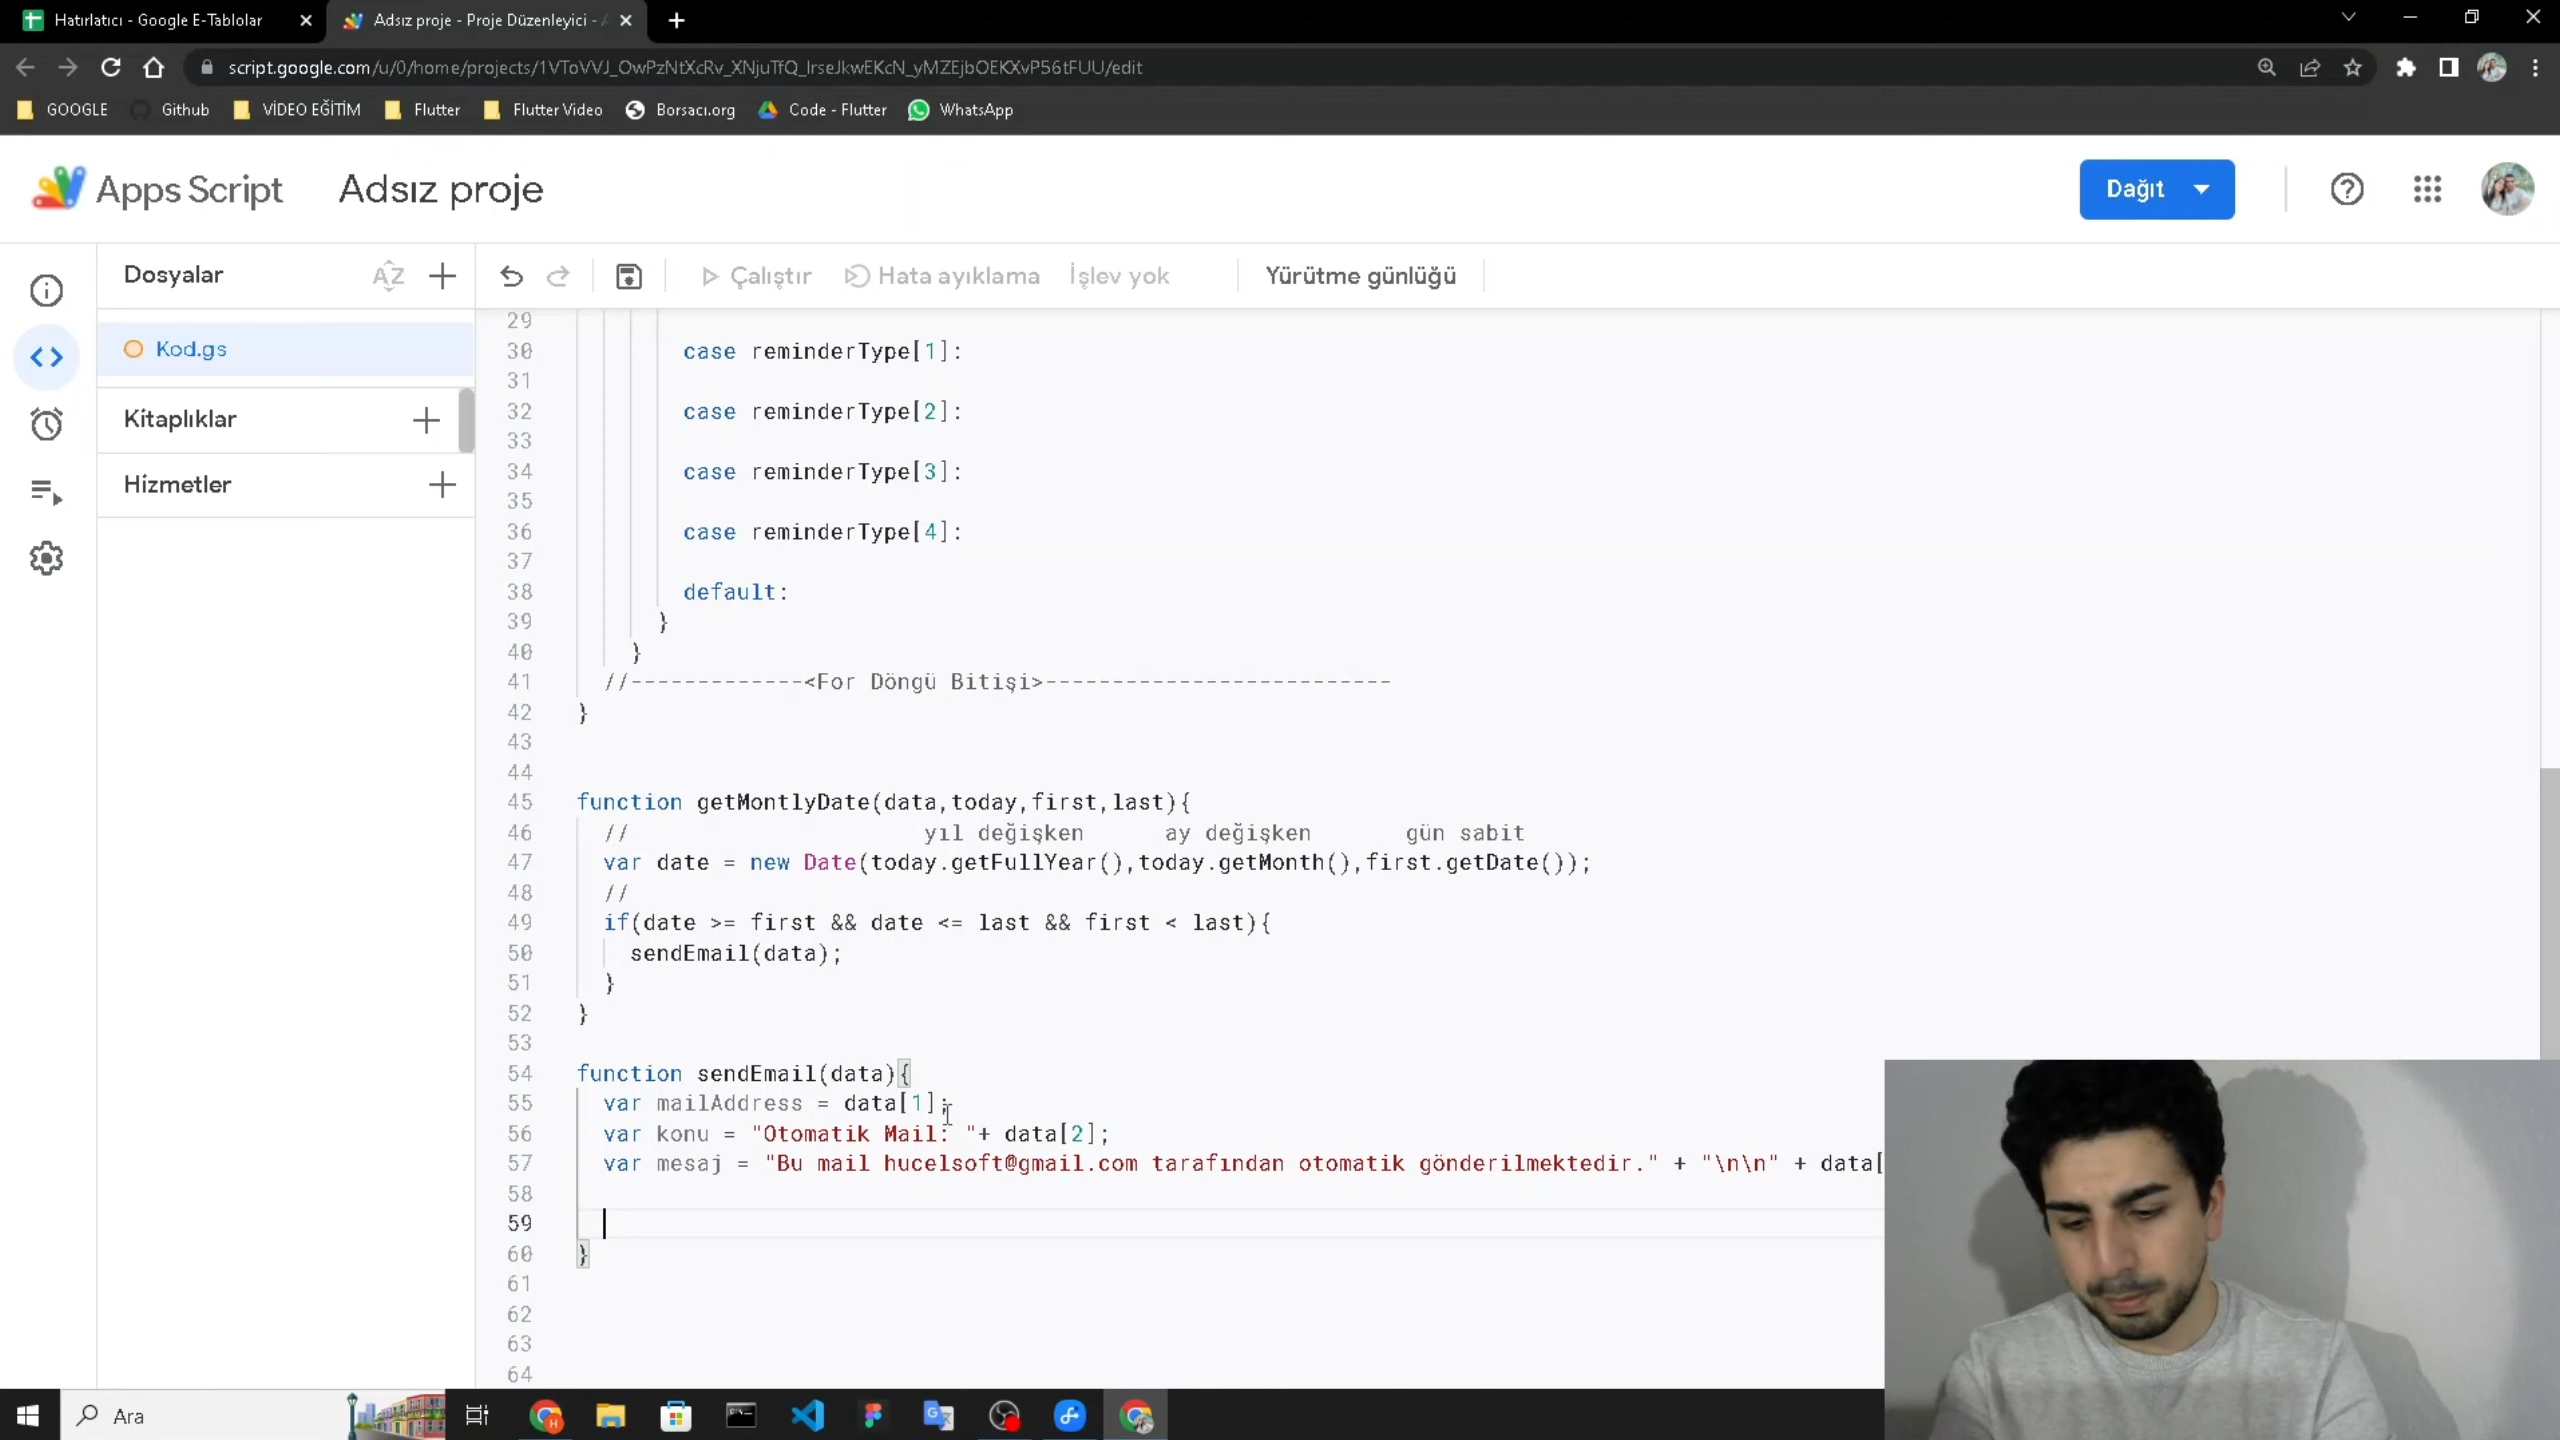 Hatırlatıcı - Google E-Tablolar
Adsız proje - Proje Düzenleyici -
script.google.com/u/0/home/projects/1VToVVJ_OwPzNtXcRv_XNjuTfQ_IrseJkwEKcN_yMZEjbOEKXvP56tFUU/edit
GOOGLE Github VİDEO EĞİTİM Flutter Flutter Video Borsacı.org Code - Flutter WhatsApp
Apps Script Adsız proje Dağıt
Dosyalar AZ Çalıştır Hata ayıklama İşlev yok Yürütme günlüğü
Kod.gs
Kitaplıklar
Hizmetler
29
30 case reminderType[1]:
31
32 case reminderType[2]:
33
34 case reminderType[3]:
35
36 case reminderType[4]:
37
38 default:
39 }
40 }
41 //-------------<For Döngü Bitişi>--------------------------
42 }
43
44
45 function getMontlyDate(data,today,first,last){
46 // yıl değişken ay değişken gün sabit
47 var date = new Date(today.getFullYear(),today.getMonth(),first.getDate());
48 //
49 if(date >= first && date <= last && first < last){
50 sendEmail(data);
51 }
52 }
53
54 function sendEmail(data){
55 var mailAddress = data[1];
56 var konu = "Otomatik Mail: "+ data[2];
57 var mesaj = "Bu mail hucelsoft@gmail.com tarafından otomatik gönderilmektedir." + "\n\n" + data[
58
59
60 }
61
62
63
64
Ara